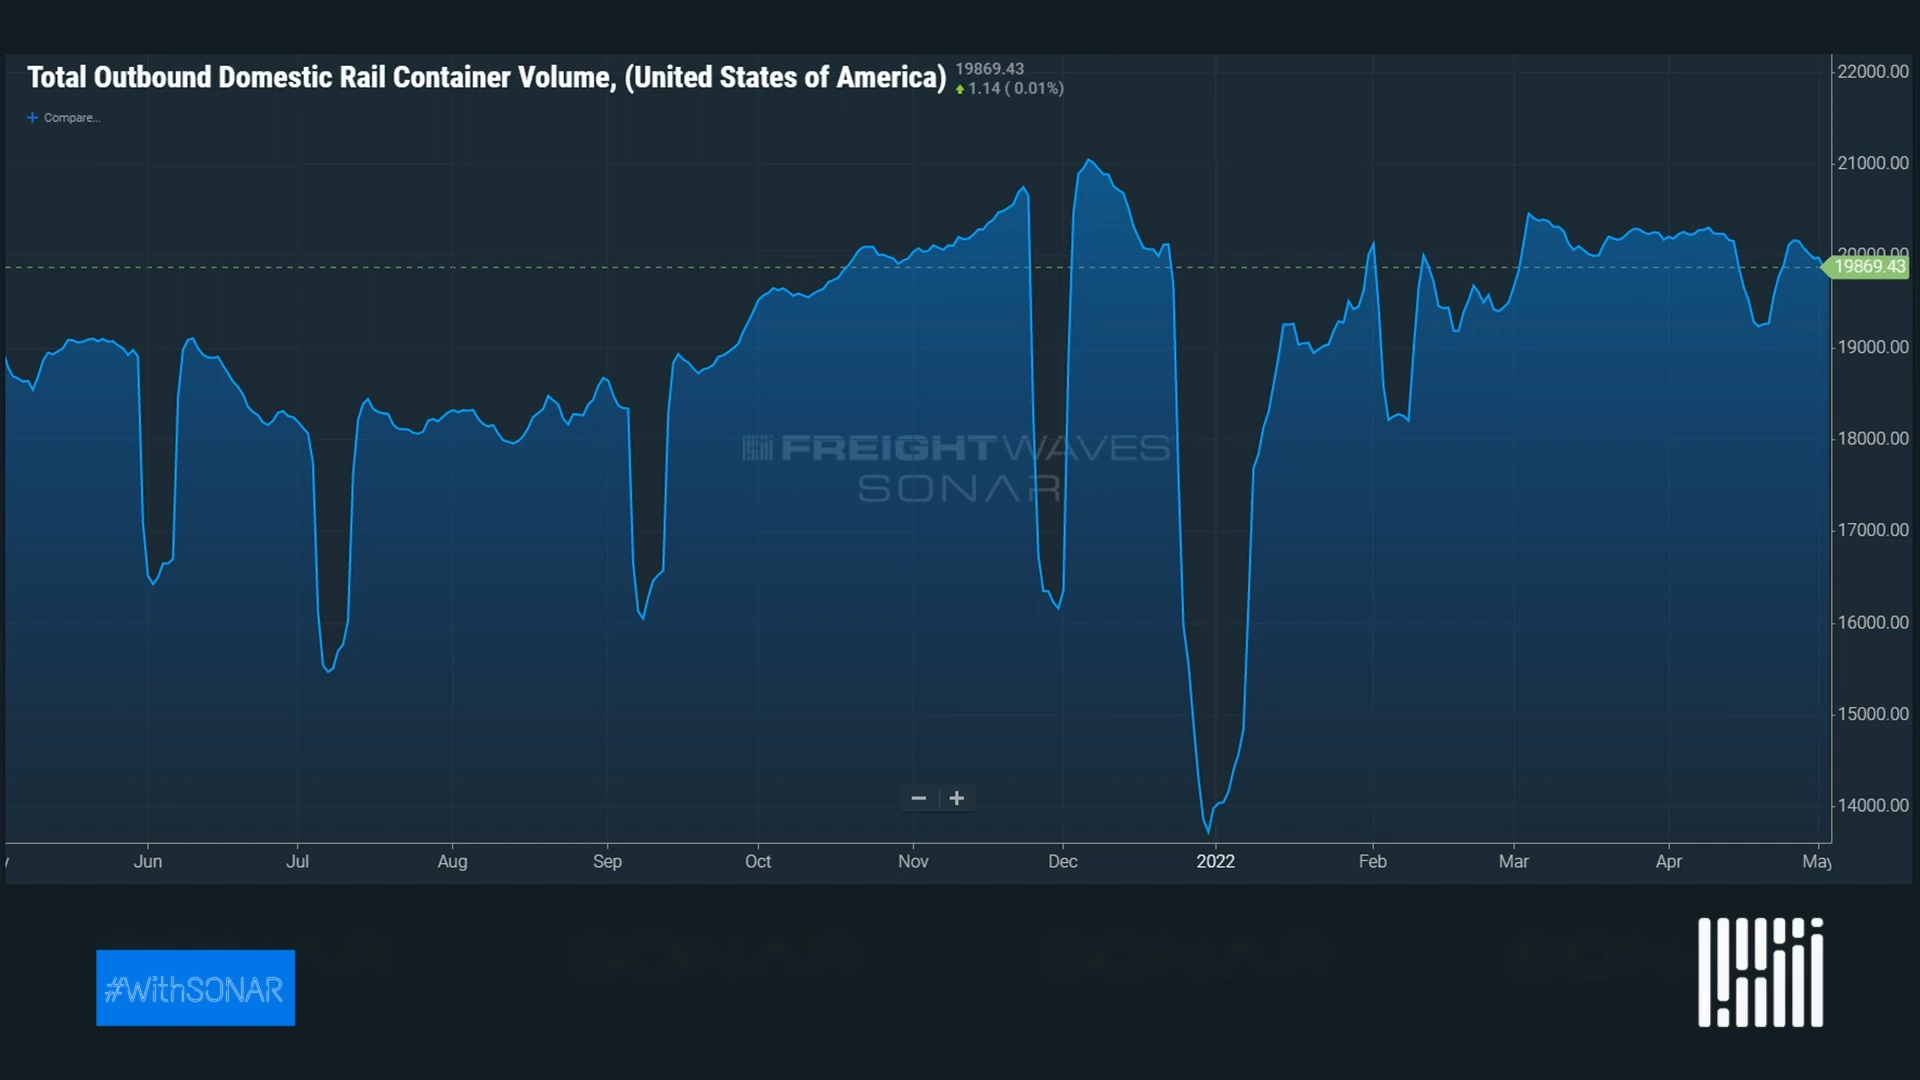 Total Outbound Domestic Rail Container Volume, (United States of America)
19869.43
1.14 ( 0.01%)
+ Compare...
22000.00
21000.00
20000.00
19869.43
19000.00
18000.00
17000.00
16000.00
15000.00
14000.00
FREIGHTWAVES
SONAR
− +
Jun Jul Aug Sep Oct Nov Dec 2022 Feb Mar Apr May
#WithSONAR